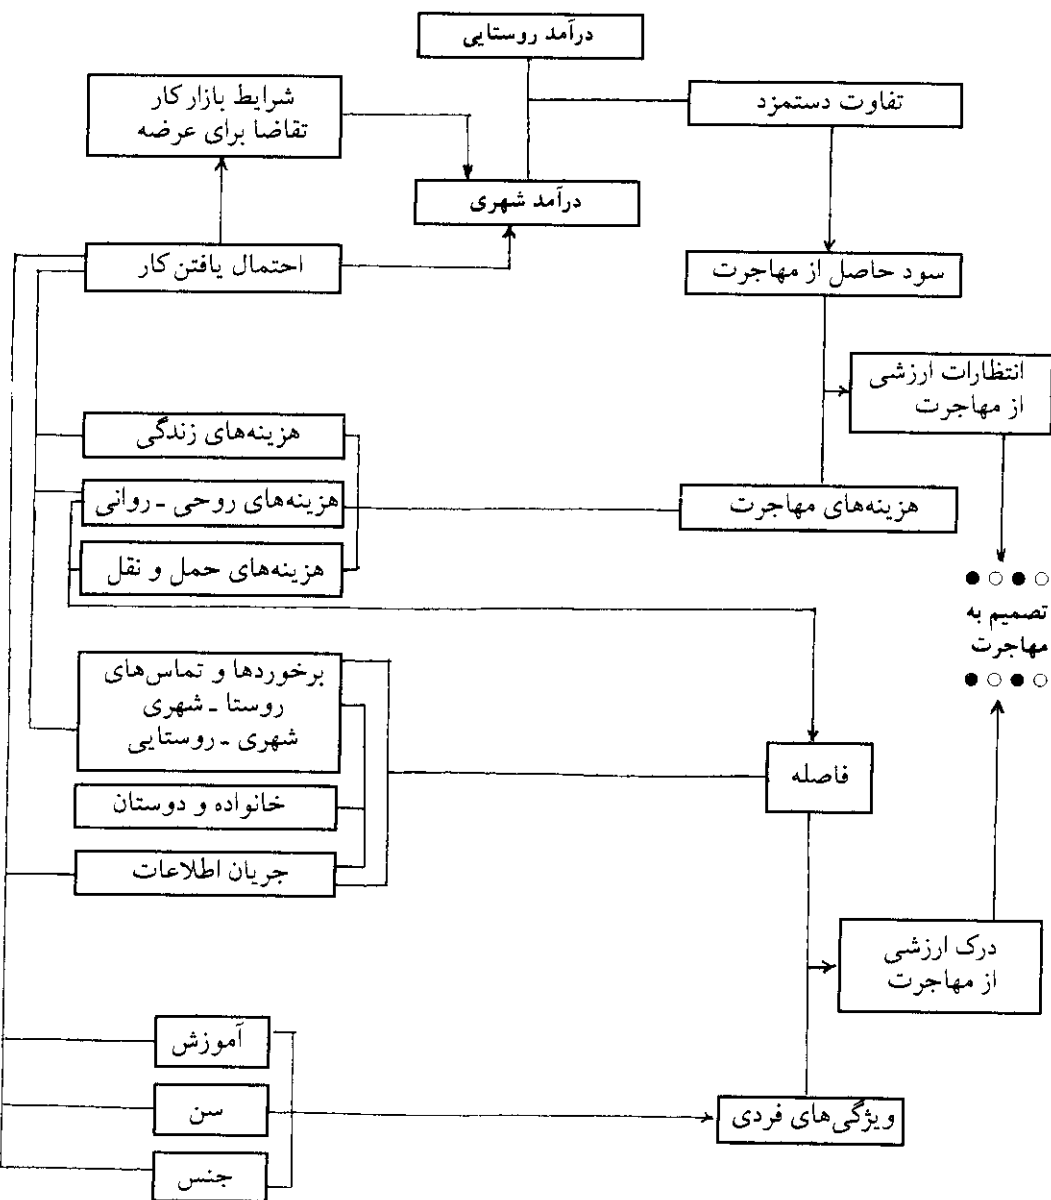 درآمد روستایی
شرایط بازار کار
تقاضا برای عرضه
تفاوت دستمزد
درآمد شهری
احتمال یافتن کار
سود حاصل از مهاجرت
انتظارات ارزشی
از مهاجرت
هزینه‌های زندگی
هزینه‌های روحی ـ روانی
هزینه‌های مهاجرت
هزینه‌های حمل و نقل
تصمیم به
مهاجرت
برخوردها و تماس‌های
روستا ـ شهری
شهری ـ روستایی
فاصله
خانواده و دوستان
جریان اطلاعات
درک ارزشی
از مهاجرت
آموزش
سن
ویژگی‌های فردی
جنس